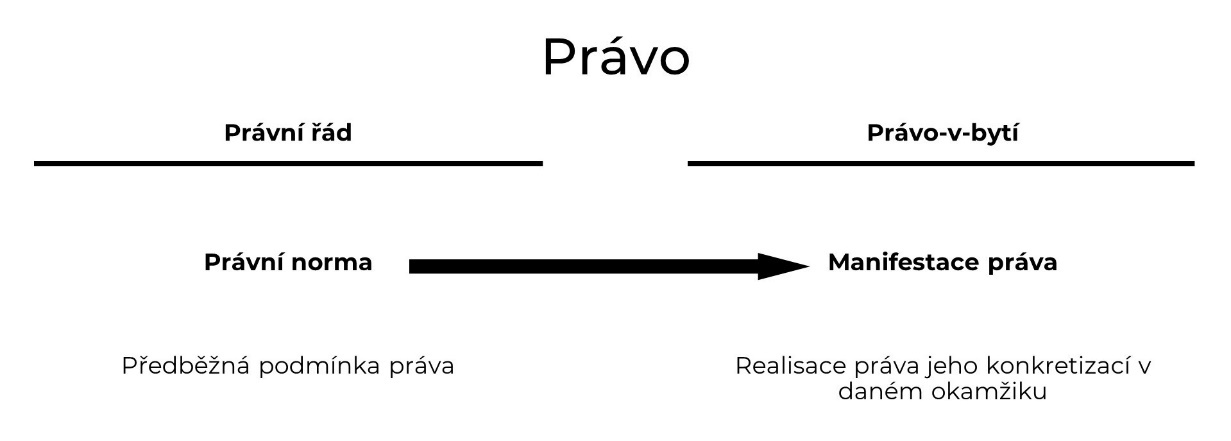 Právo
Právní řád
Právo-v-bytí
Právní norma
Manifestace práva
Předběžná podmínka práva
Realisace práva jeho konkretizací v
daném okamžiku